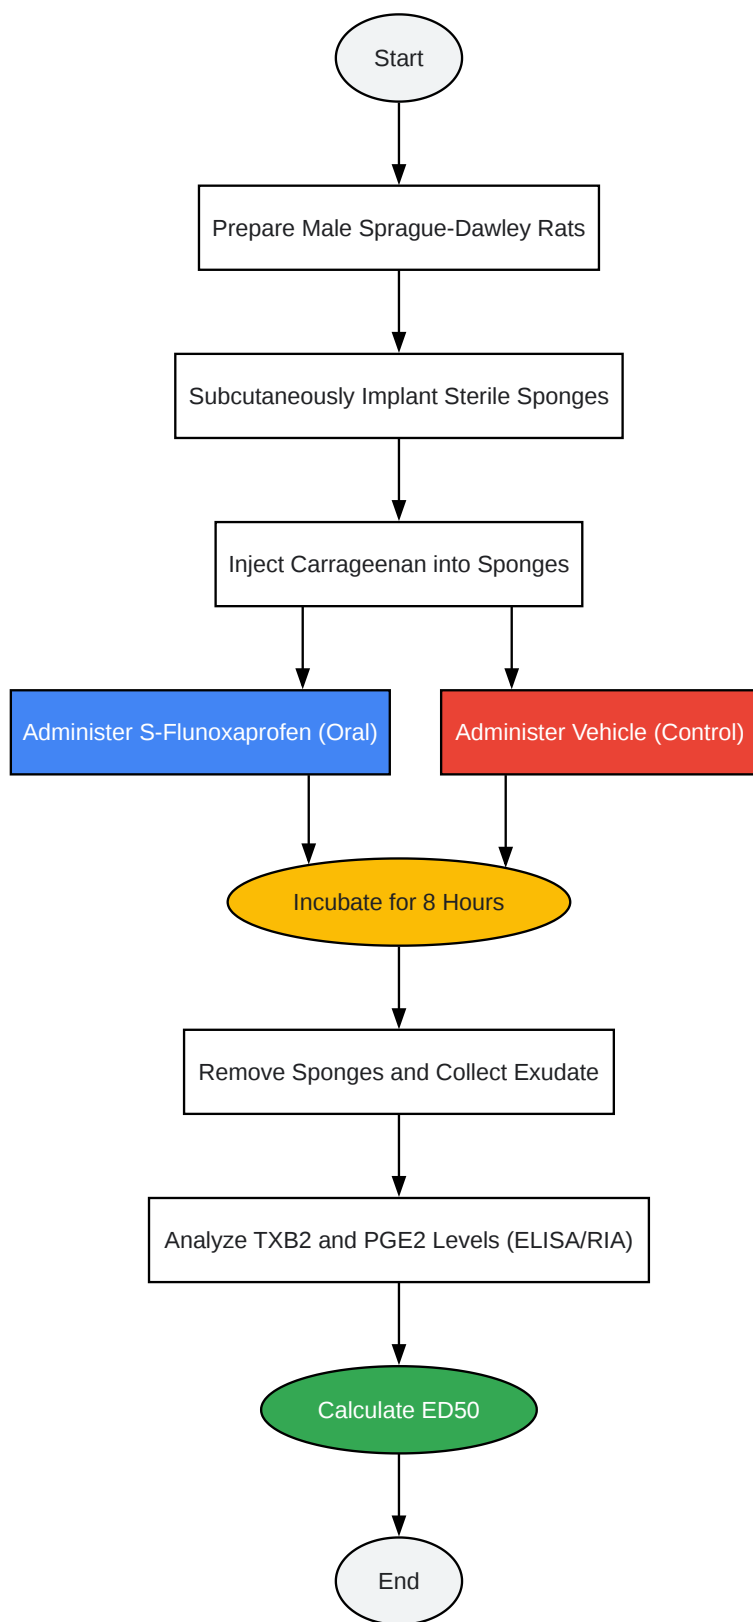 Start
Prepare Male Sprague-Dawley Rats
Subcutaneously Implant Sterile Sponges
Inject Carrageenan into Sponges
Administer S-Flunoxaprofen (Oral)
Administer Vehicle (Control)
Incubate for 8 Hours
Remove Sponges and Collect Exudate
Analyze TXB2 and PGE2 Levels (ELISA/RIA)
Calculate ED50
End